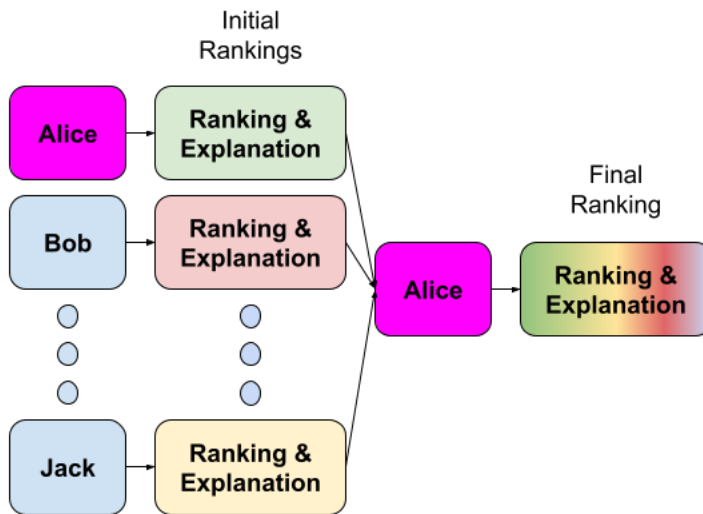 Initial
Rankings
Alice
Ranking &
Explanation
Bob
Ranking &
Explanation
Jack
Ranking &
Explanation
Alice
Final
Ranking
Ranking &
Explanation